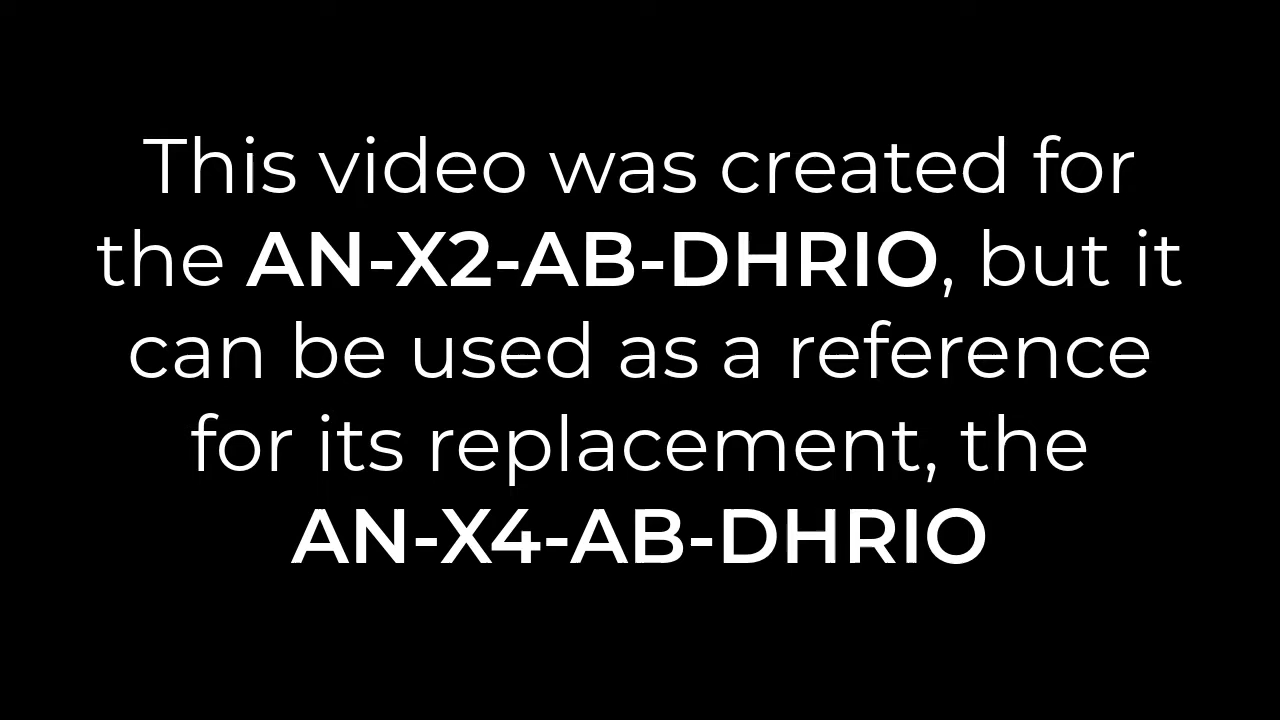 This video was created for
the AN-X2-AB-DHRIO, but it
can be used as a reference
for its replacement, the
AN-X4-AB-DHRIO